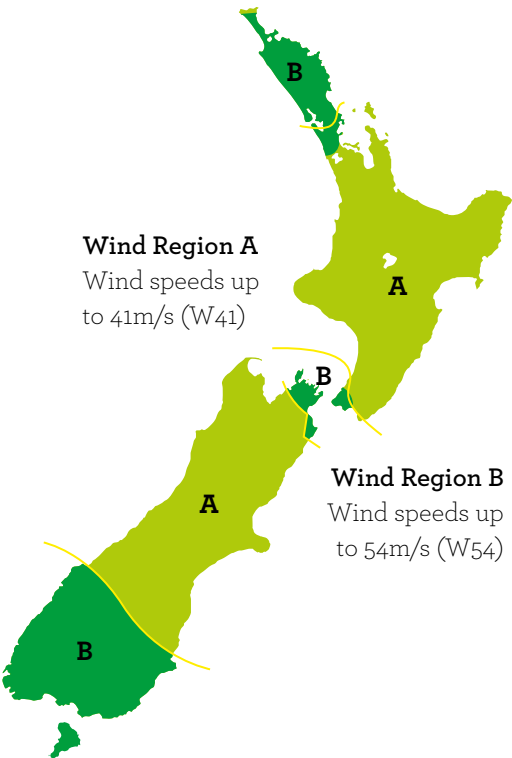 B
Wind Region A
Wind speeds up
to 41m/s (W41)
A
B
Wind Region B
Wind speeds up
to 54m/s (W54)
A
B